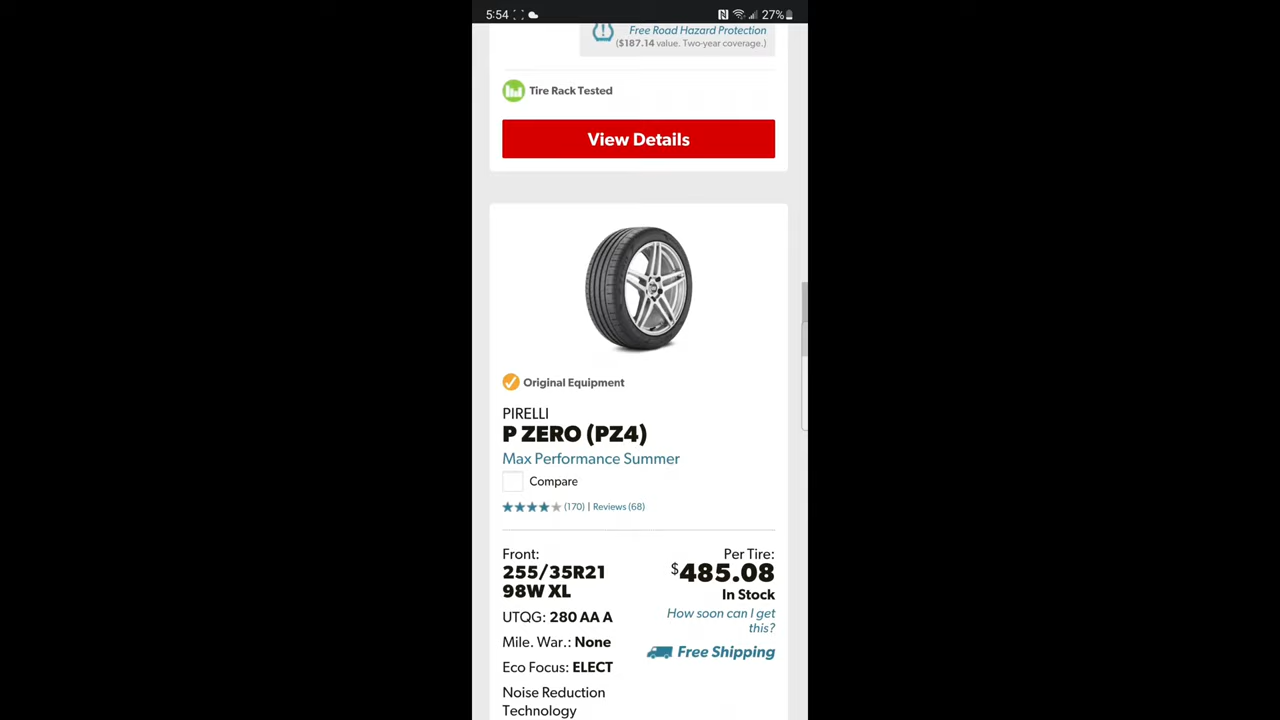 5:54
27%
Free Road Hazard Protection
($187.14 value. Two-year coverage.)
Tire Rack Tested
View Details
Original Equipment
PIRELLI
P ZERO (PZ4)
Max Performance Summer
Compare
(170) | Reviews (68)
Front:
255/35R21
98W XL
UTQG: 280 AA A
Mile. War.: None
Eco Focus: ELECT
Noise Reduction
Technology
Per Tire:
$485.08
In Stock
How soon can I get
this?
Free Shipping